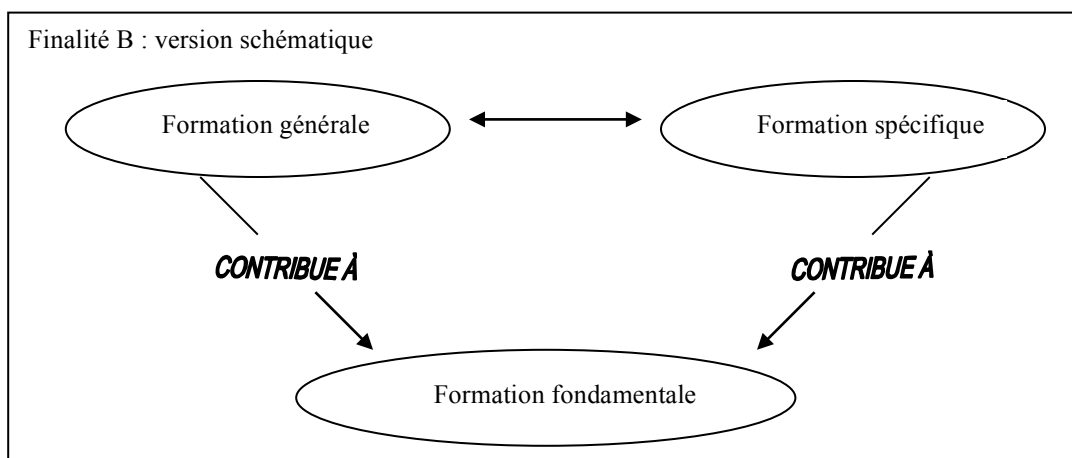 Finalité B : version schématique
Formation générale
Formation spécifique
CONTRIBUE À
CONTRIBUE À
Formation fondamentale